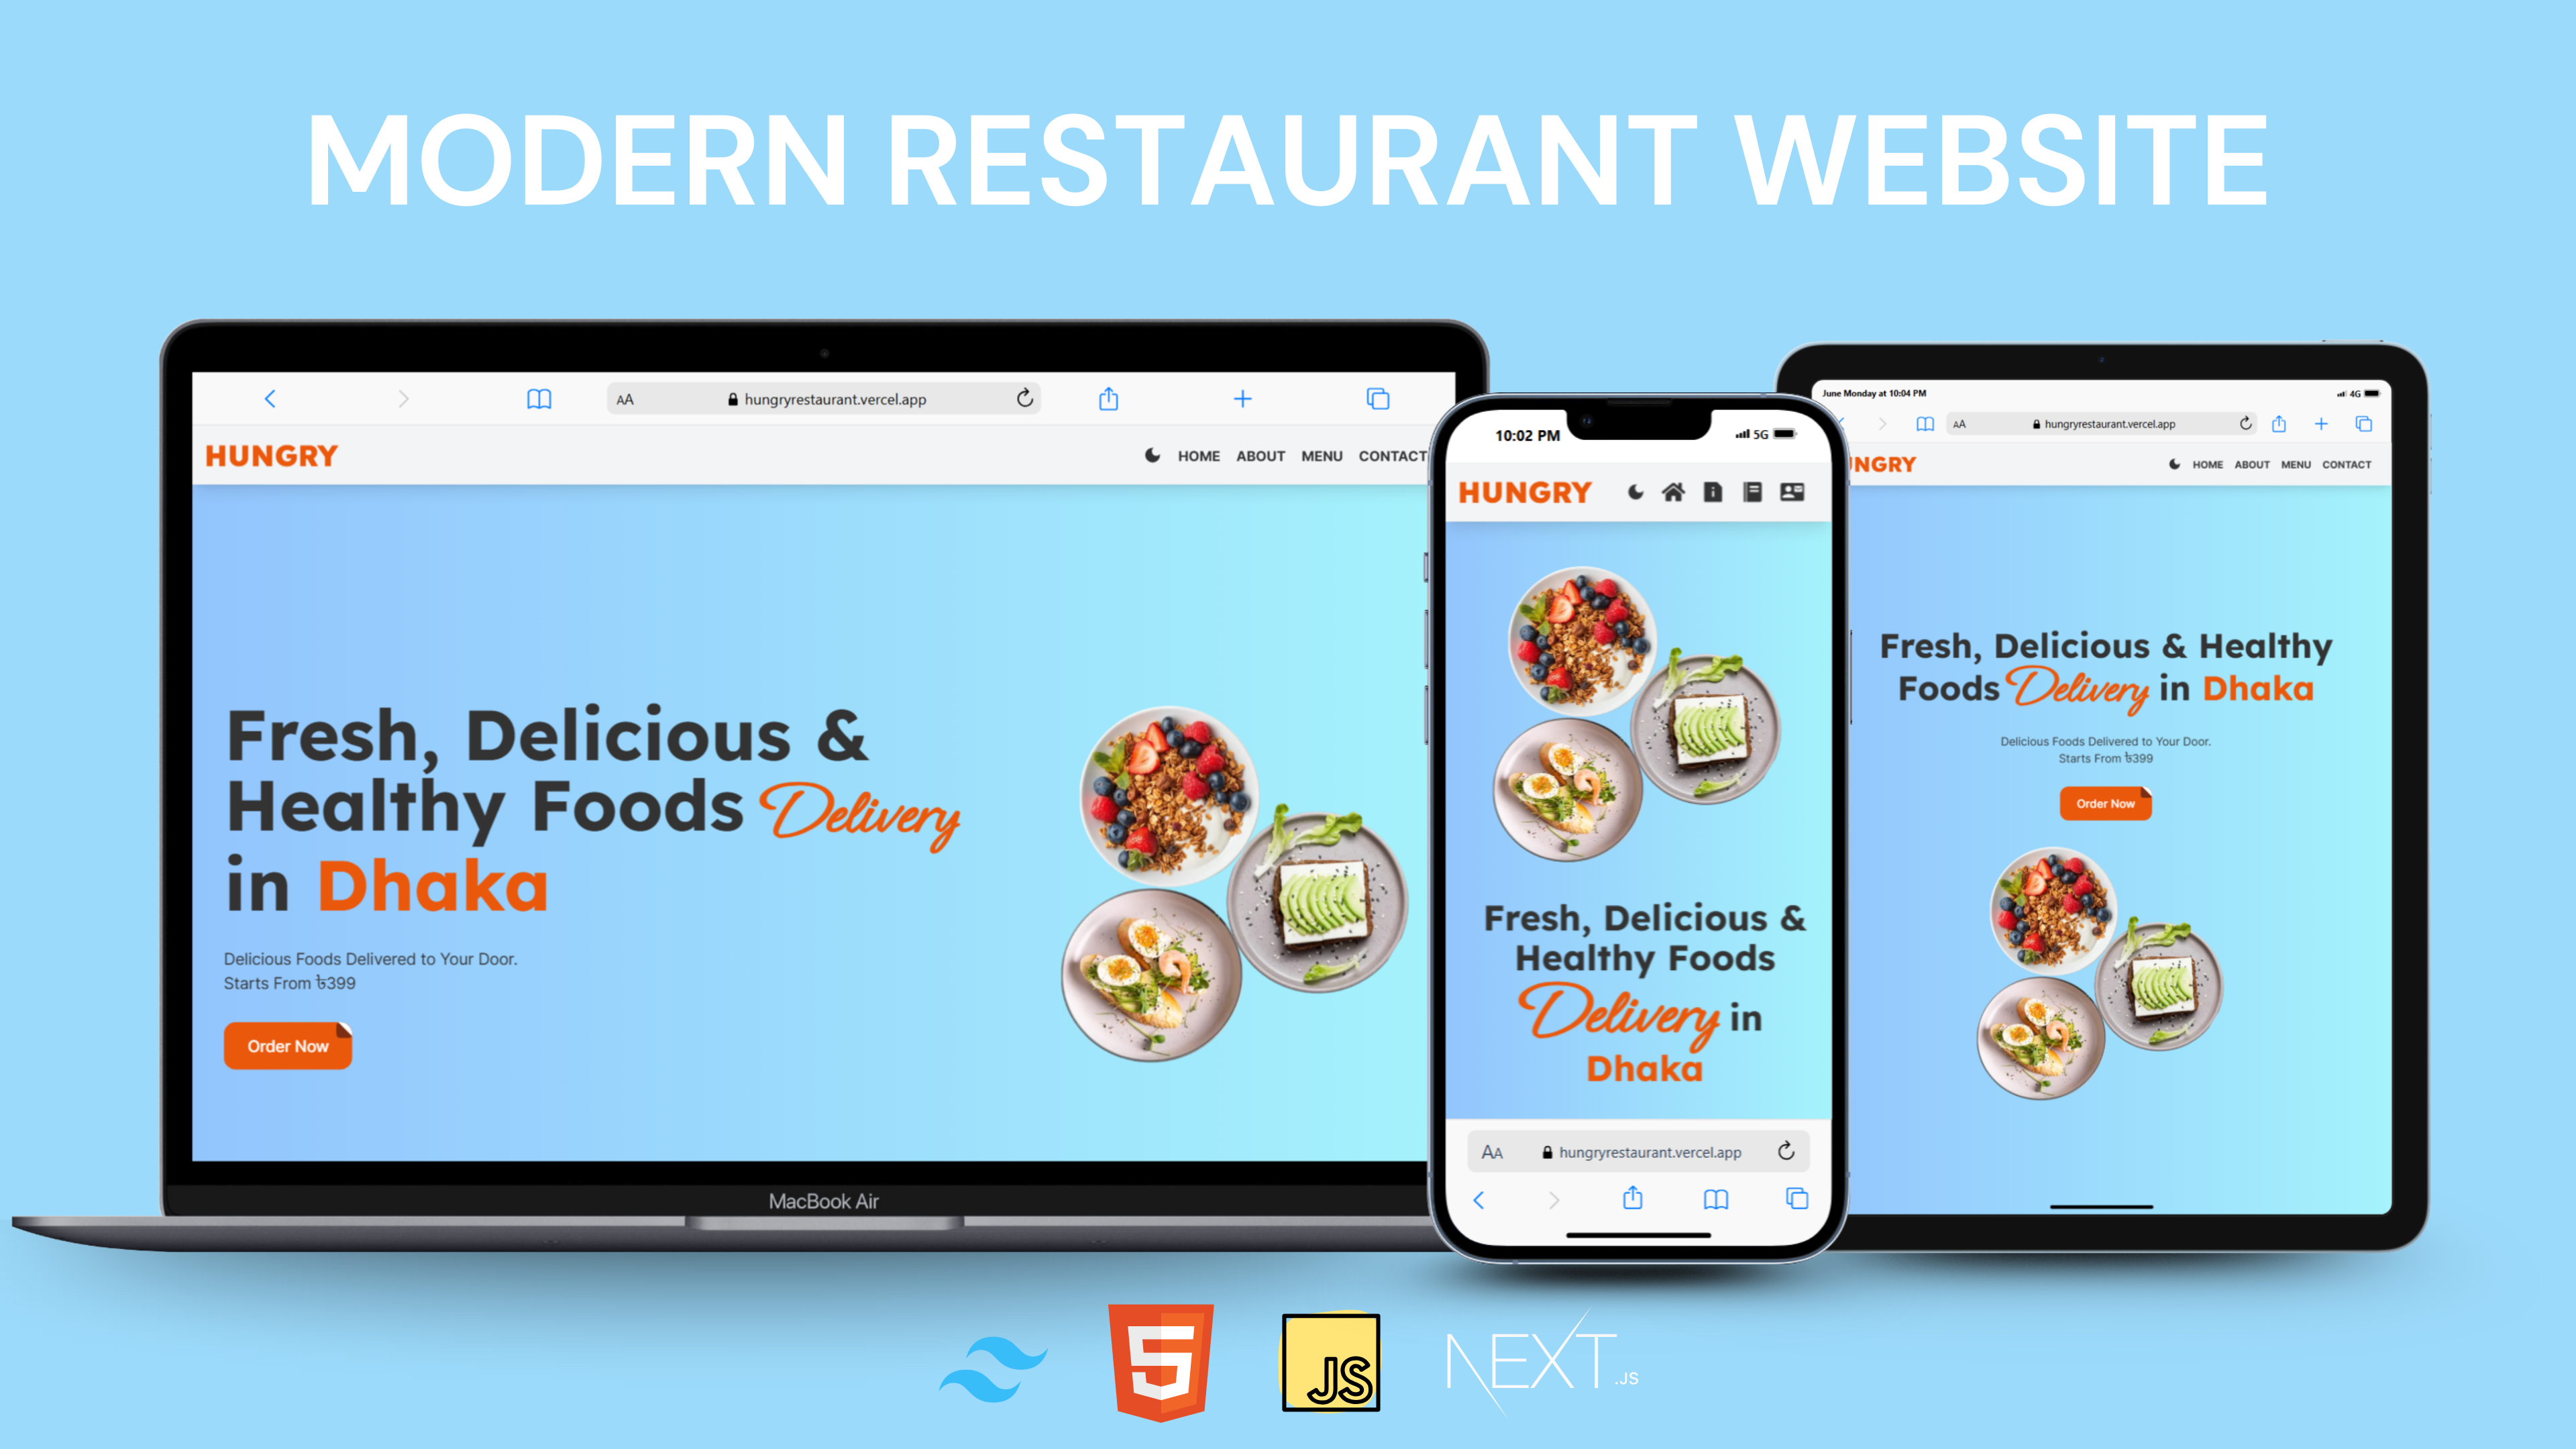 MODERN RESTAURANT WEBSITE
AA hungryrestaurant.vercel.app
HUNGRY
HOME ABOUT MENU CONTACT
Fresh, Delicious &
Healthy Foods Delivery
in Dhaka
Delicious Foods Delivered to Your Door.
Starts From ৳399
Order Now
MacBook Air
10:02 PM 5G
HUNGRY
Fresh, Delicious &
Healthy Foods
Delivery in
Dhaka
AA hungryrestaurant.vercel.app
June Monday at 10:04 PM 4G
AA hungryrestaurant.vercel.app
NGRY HOME ABOUT MENU CONTACT
Fresh, Delicious & Healthy
Foods Delivery in Dhaka
Delicious Foods Delivered to Your Door.
Starts From ৳399
Order Now
5 JS NEXT.JS